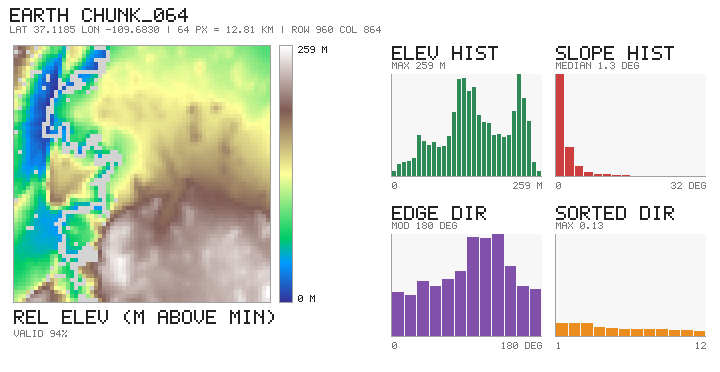 EARTH CHUNK_064
LAT 37.1185 LON -109.6830 | 64 PX = 12.81 KM | ROW 960 COL 864
259 M
0 M
REL ELEV (M ABOVE MIN)
VALID 94%
ELEV HIST
MAX 259 M
0 259 M
SLOPE HIST
MEDIAN 1.3 DEG
0 32 DEG
EDGE DIR
MOD 180 DEG
0 180 DEG
SORTED DIR
MAX 0.13
1 12